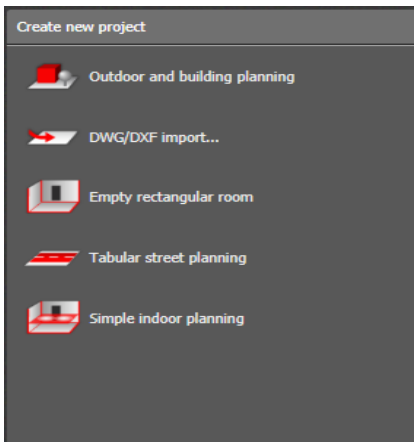 Create new project
Outdoor and building planning
DWG/DXF import...
Empty rectangular room
Tabular street planning
Simple indoor planning